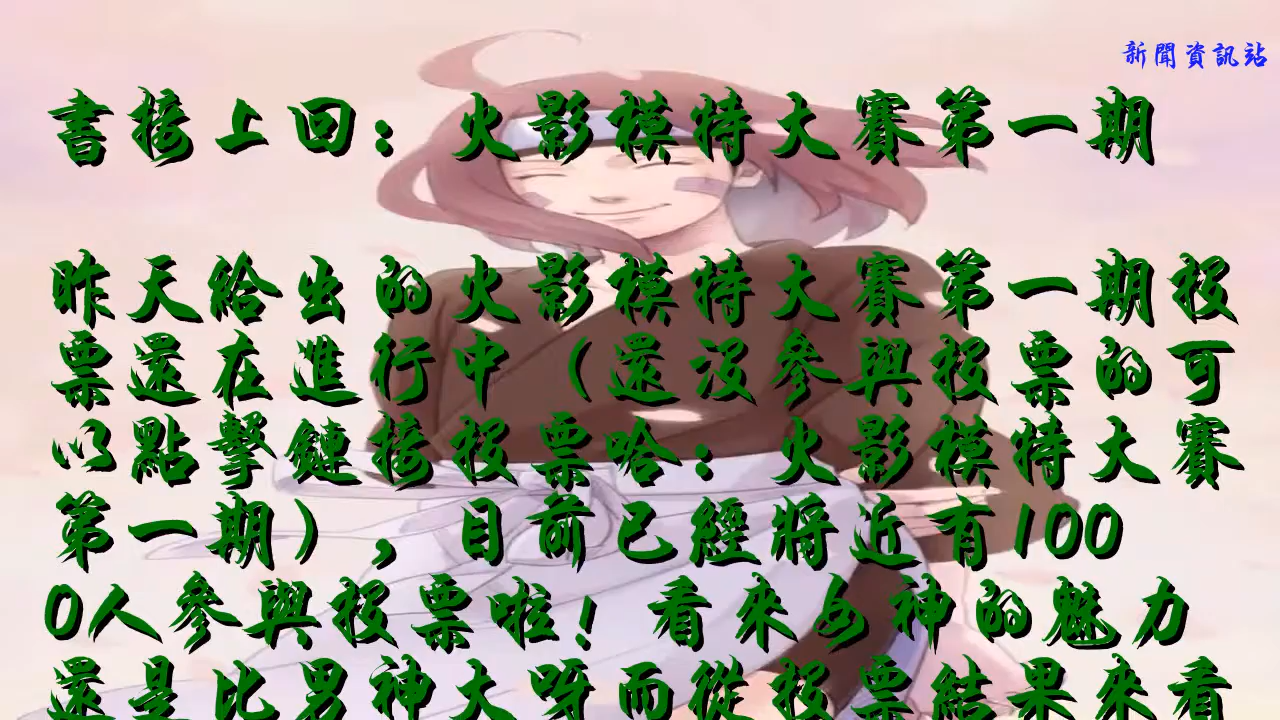 新聞資訊站
書接上回：火影模特大賽第一期
昨天給出的火影模特大賽第一期投
票還在進行中（還沒參與投票的可
以點擊鏈接投票哈：火影模特大賽
第一期），目前已經將近有100
0人參與投票啦！看來女神的魅力
還是比男神大呀而從投票結果來看